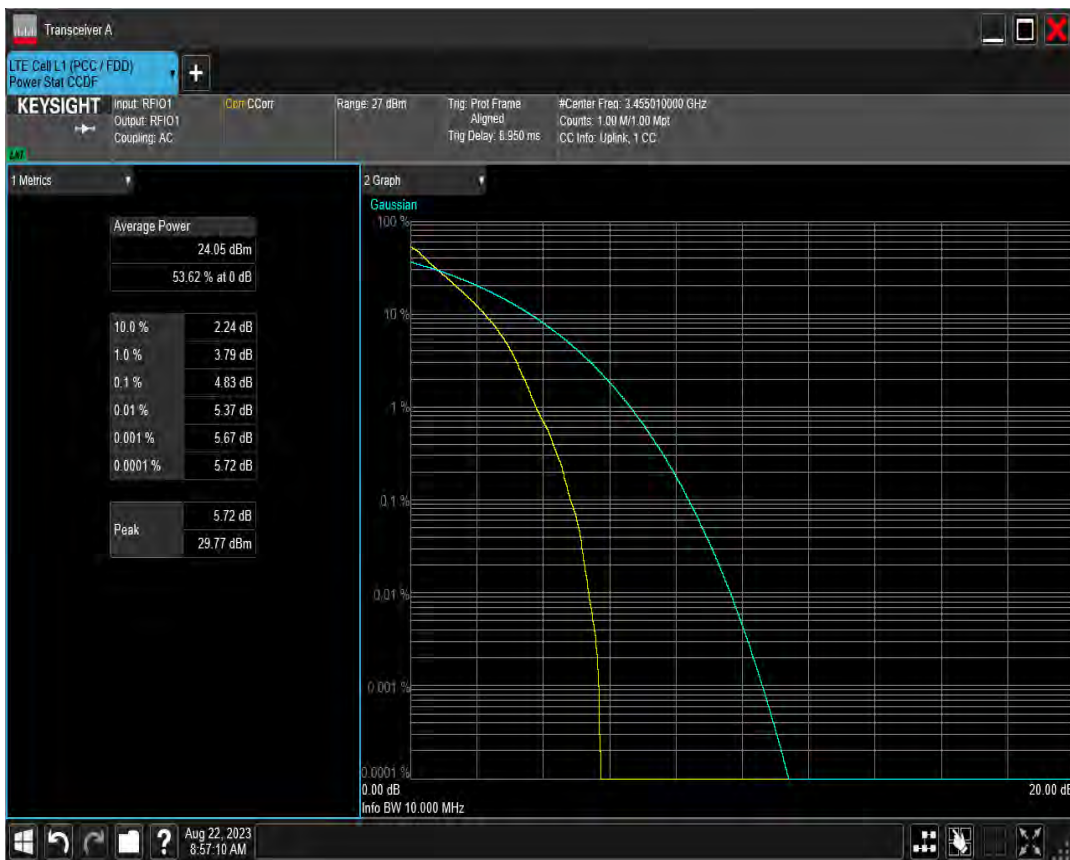 Transceiver A
LTE Cell L1 (PCC / FDD)
Power Stat CCDF
+
KEYSIGHT
Input: RFIO1
Output: RFIO1
Coupling: AC
Corr CCorr
Range: 27 dBm
Trig: Prot Frame
Aligned
Trig Delay: 8.950 ms
#Center Freq: 3.455010000 GHz
Counts: 1.00 M/1.00 Mpt
CC Info: Uplink, 1 CC
LNI
1 Metrics
Average Power
24.05 dBm
53.62 % at 0 dB
10.0 % 2.24 dB
1.0 % 3.79 dB
0.1 % 4.83 dB
0.01 % 5.37 dB
0.001 % 5.67 dB
0.0001 % 5.72 dB
Peak
5.72 dB
29.77 dBm
2 Graph
Gaussian
100 %
10 %
1 %
0.1 %
0.01 %
0.001 %
0.0001 %
0.00 dB
20.00 dB
Info BW 10.000 MHz
?
Aug 22, 2023
8:57:10 AM